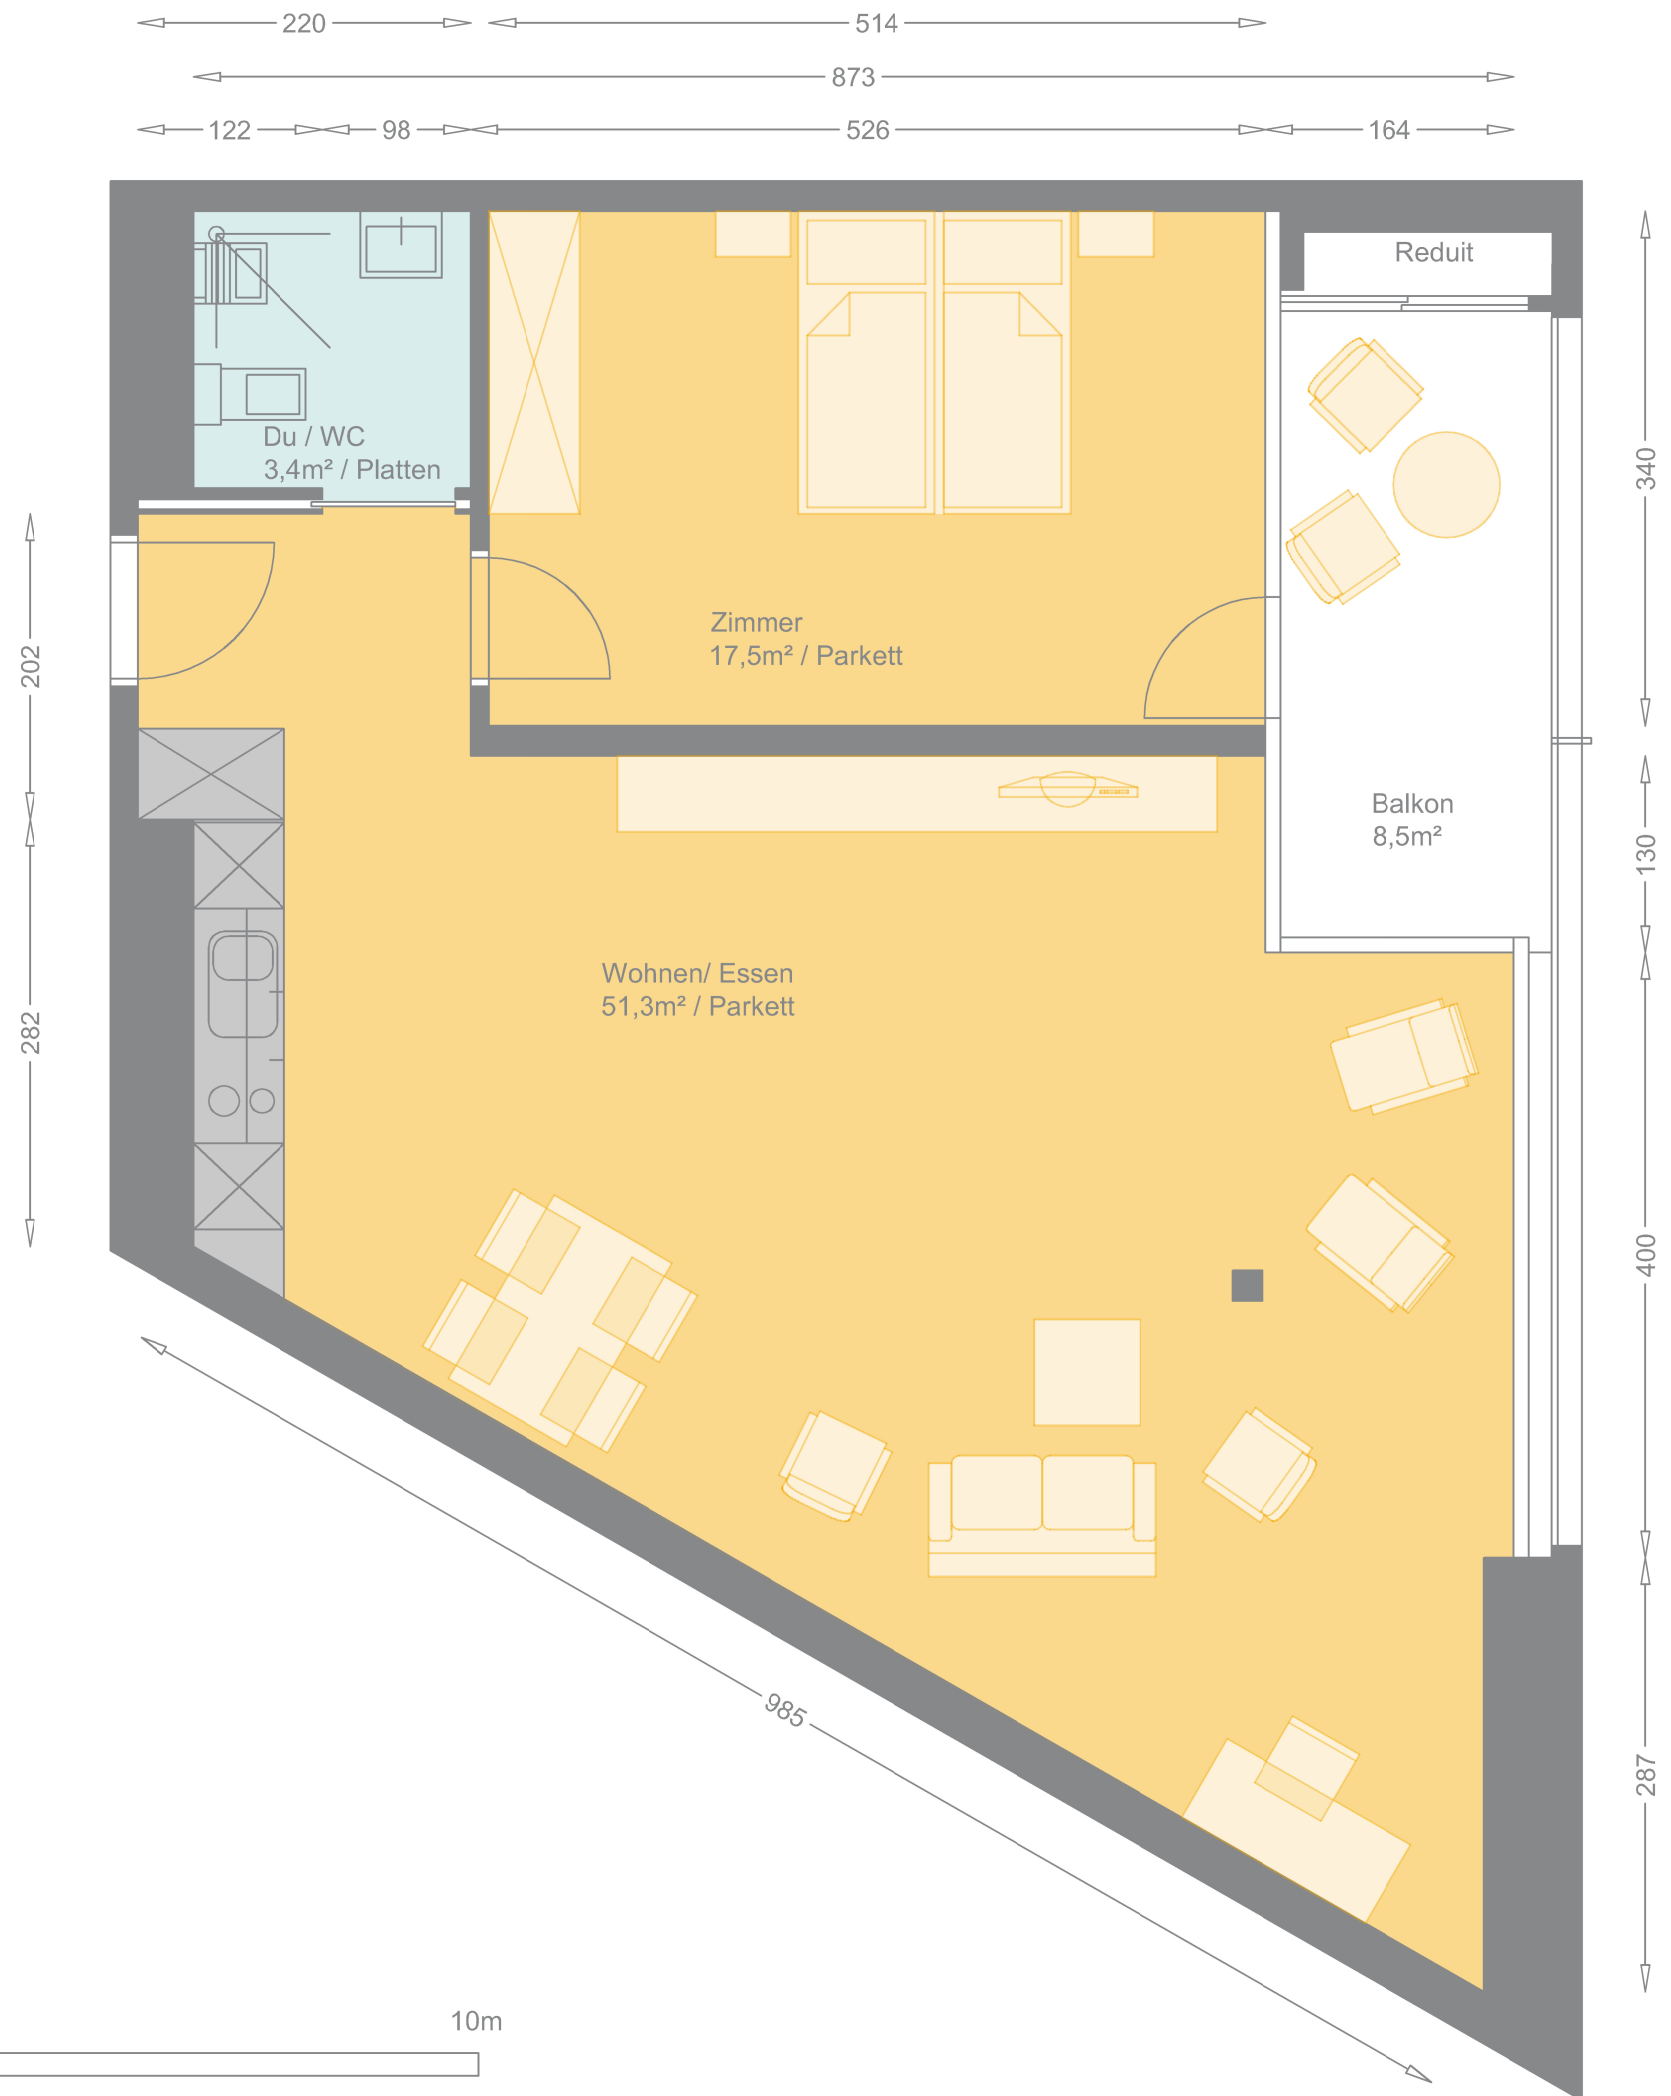 220
514
873
122
98
526
164
Reduit
Du / WC
3,4m² / Platten
340
202
Zimmer
17,5m² / Parkett
Balkon
8,5m²
130
Wohnen/ Essen
51,3m² / Parkett
282
400
985
287
10m